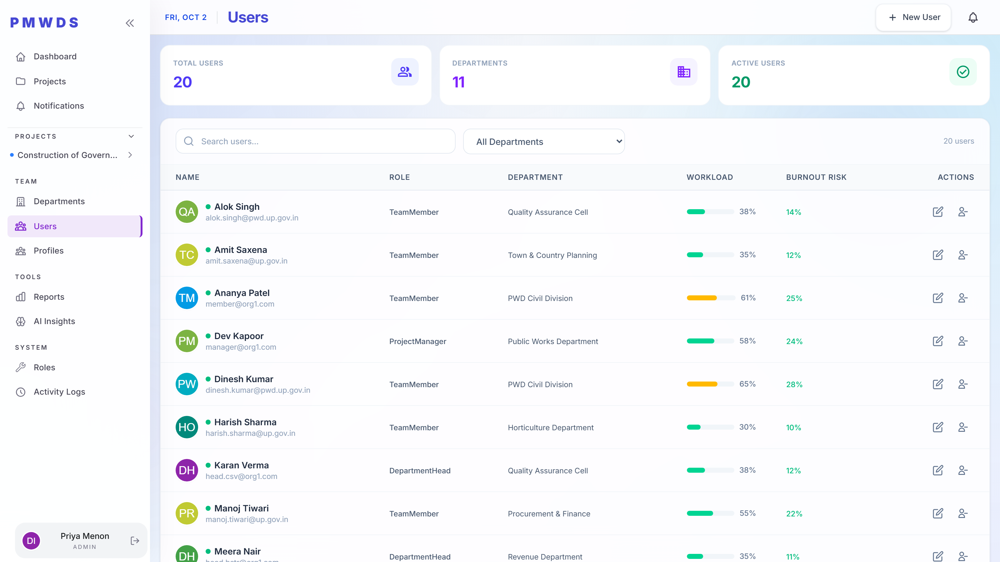 PMWDS
Dashboard
Projects
Notifications
PROJECTS
Construction of Govern...
TEAM
Departments
Users
Profiles
TOOLS
Reports
AI Insights
SYSTEM
Roles
Activity Logs
DI
Priya Menon
ADMIN
FRI, OCT 2
Users
+ New User
TOTAL USERS
20
DEPARTMENTS
11
ACTIVE USERS
20
Search users...
All Departments
20 users
NAME ROLE DEPARTMENT WORKLOAD BURNOUT RISK ACTIONS
QA Alok Singh
alok.singh@pwd.up.gov.in
TeamMember Quality Assurance Cell 38% 14%
TC Amit Saxena
amit.saxena@up.gov.in
TeamMember Town & Country Planning 35% 12%
TM Ananya Patel
member@org1.com
TeamMember PWD Civil Division 61% 25%
PM Dev Kapoor
manager@org1.com
ProjectManager Public Works Department 58% 24%
PW Dinesh Kumar
dinesh.kumar@pwd.up.gov.in
TeamMember PWD Civil Division 65% 28%
HO Harish Sharma
harish.sharma@up.gov.in
TeamMember Horticulture Department 30% 10%
DH Karan Verma
head.csv@org1.com
DepartmentHead Quality Assurance Cell 38% 12%
PR Manoj Tiwari
manoj.tiwari@up.gov.in
TeamMember Procurement & Finance 55% 22%
DH Meera Nair
DepartmentHead Revenue Department 35% 11%